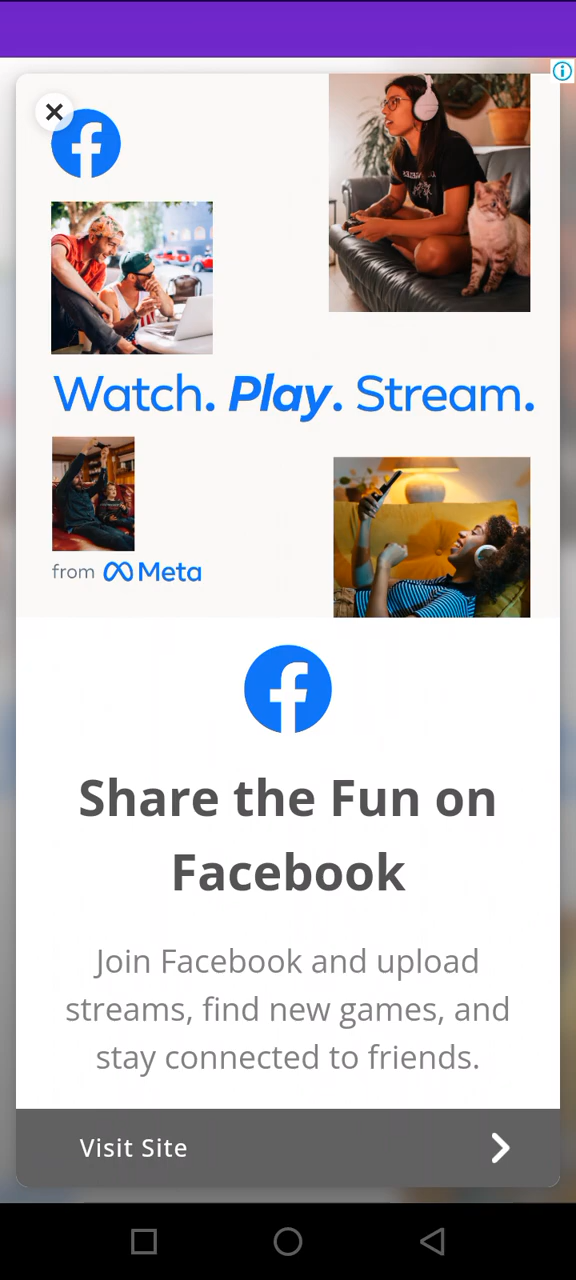 Watch. Play. Stream.
from Meta
Share the Fun on
Facebook
Join Facebook and upload
streams, find new games, and
stay connected to friends.
Visit Site